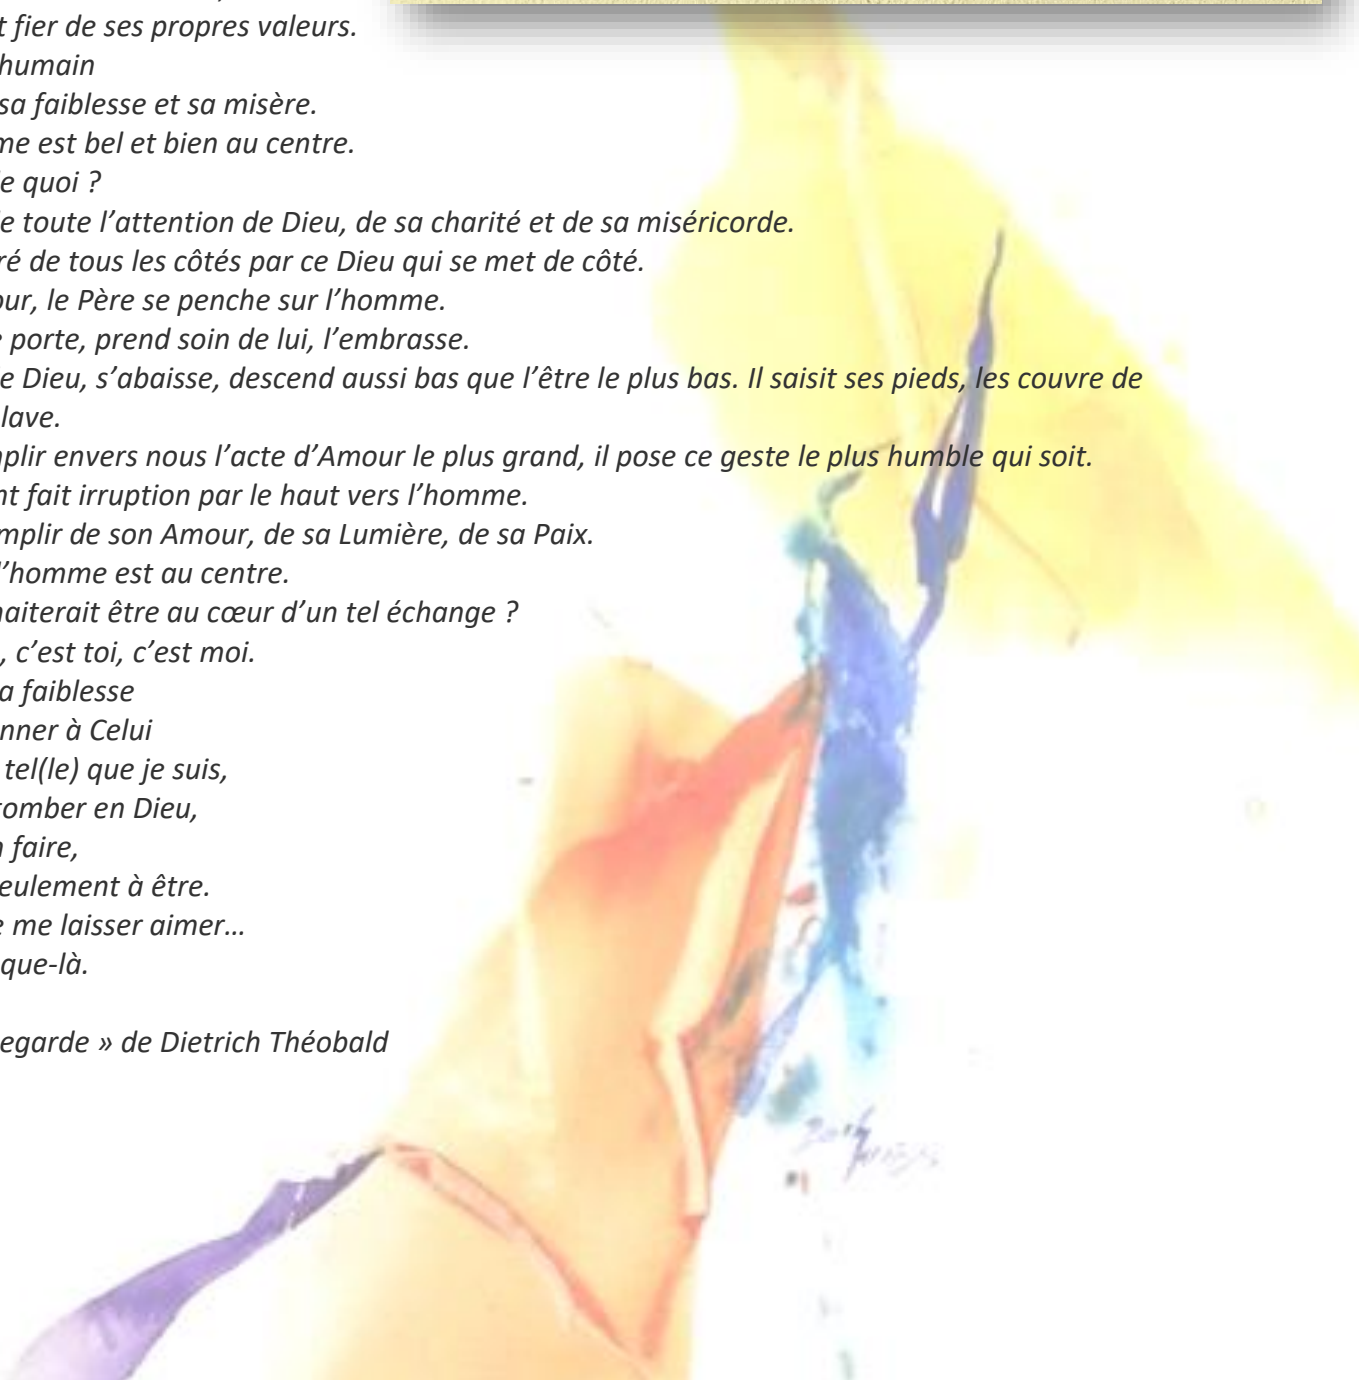 fier de ses propres valeurs.
humain
sa faiblesse et sa misère.
me est bel et bien au centre.
e quoi ?
e toute l’attention de Dieu, de sa charité et de sa miséricorde.
ré de tous les côtés par ce Dieu qui se met de côté.
our, le Père se penche sur l’homme.
porte, prend soin de lui, l’embrasse.
e Dieu, s’abaisse, descend aussi bas que l’être le plus bas. Il saisit ses pieds, les couvre de
lave.
plir envers nous l’acte d’Amour le plus grand, il pose ce geste le plus humble qui soit.
nt fait irruption par le haut vers l’homme.
mplir de son Amour, de sa Lumière, de sa Paix.
l’homme est au centre.
haiterait être au cœur d’un tel échange ?
, c’est toi, c’est moi.
a faiblesse
nner à Celui
tel(le) que je suis,
tomber en Dieu,
n faire,
seulement à être.
e me laisser aimer…
que-là.
egarde » de Dietrich Théobald